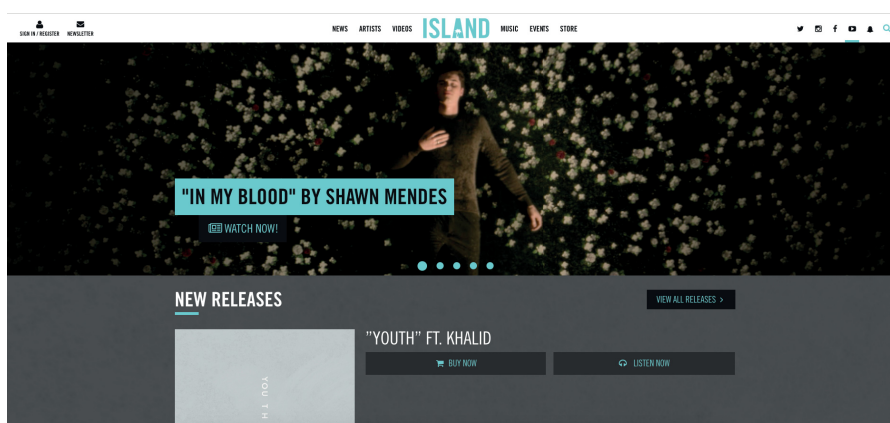 SIGN IN / REGISTER NEWSLETTER NEWS ARTISTS VIDEOS ISLAND MUSIC EVENTS STORE
"IN MY BLOOD" BY SHAWN MENDES
WATCH NOW!
NEW RELEASES VIEW ALL RELEASES >
"YOUTH" FT. KHALID
BUY NOW LISTEN NOW
YOUTH